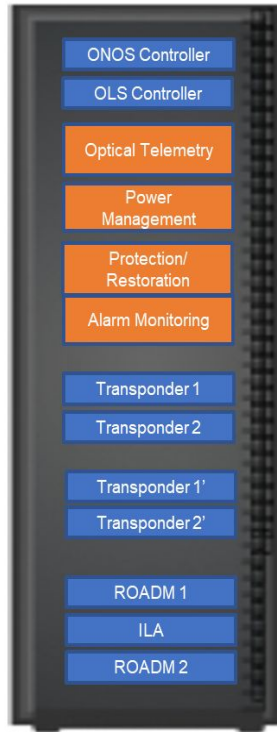 ONOS Controller
OLS Controller
Optical Telemetry
Power
Management
Protection/
Restoration
Alarm Monitoring
Transponder 1
Transponder 2
Transponder 1'
Transponder 2'
ROADM 1
ILA
ROADM 2